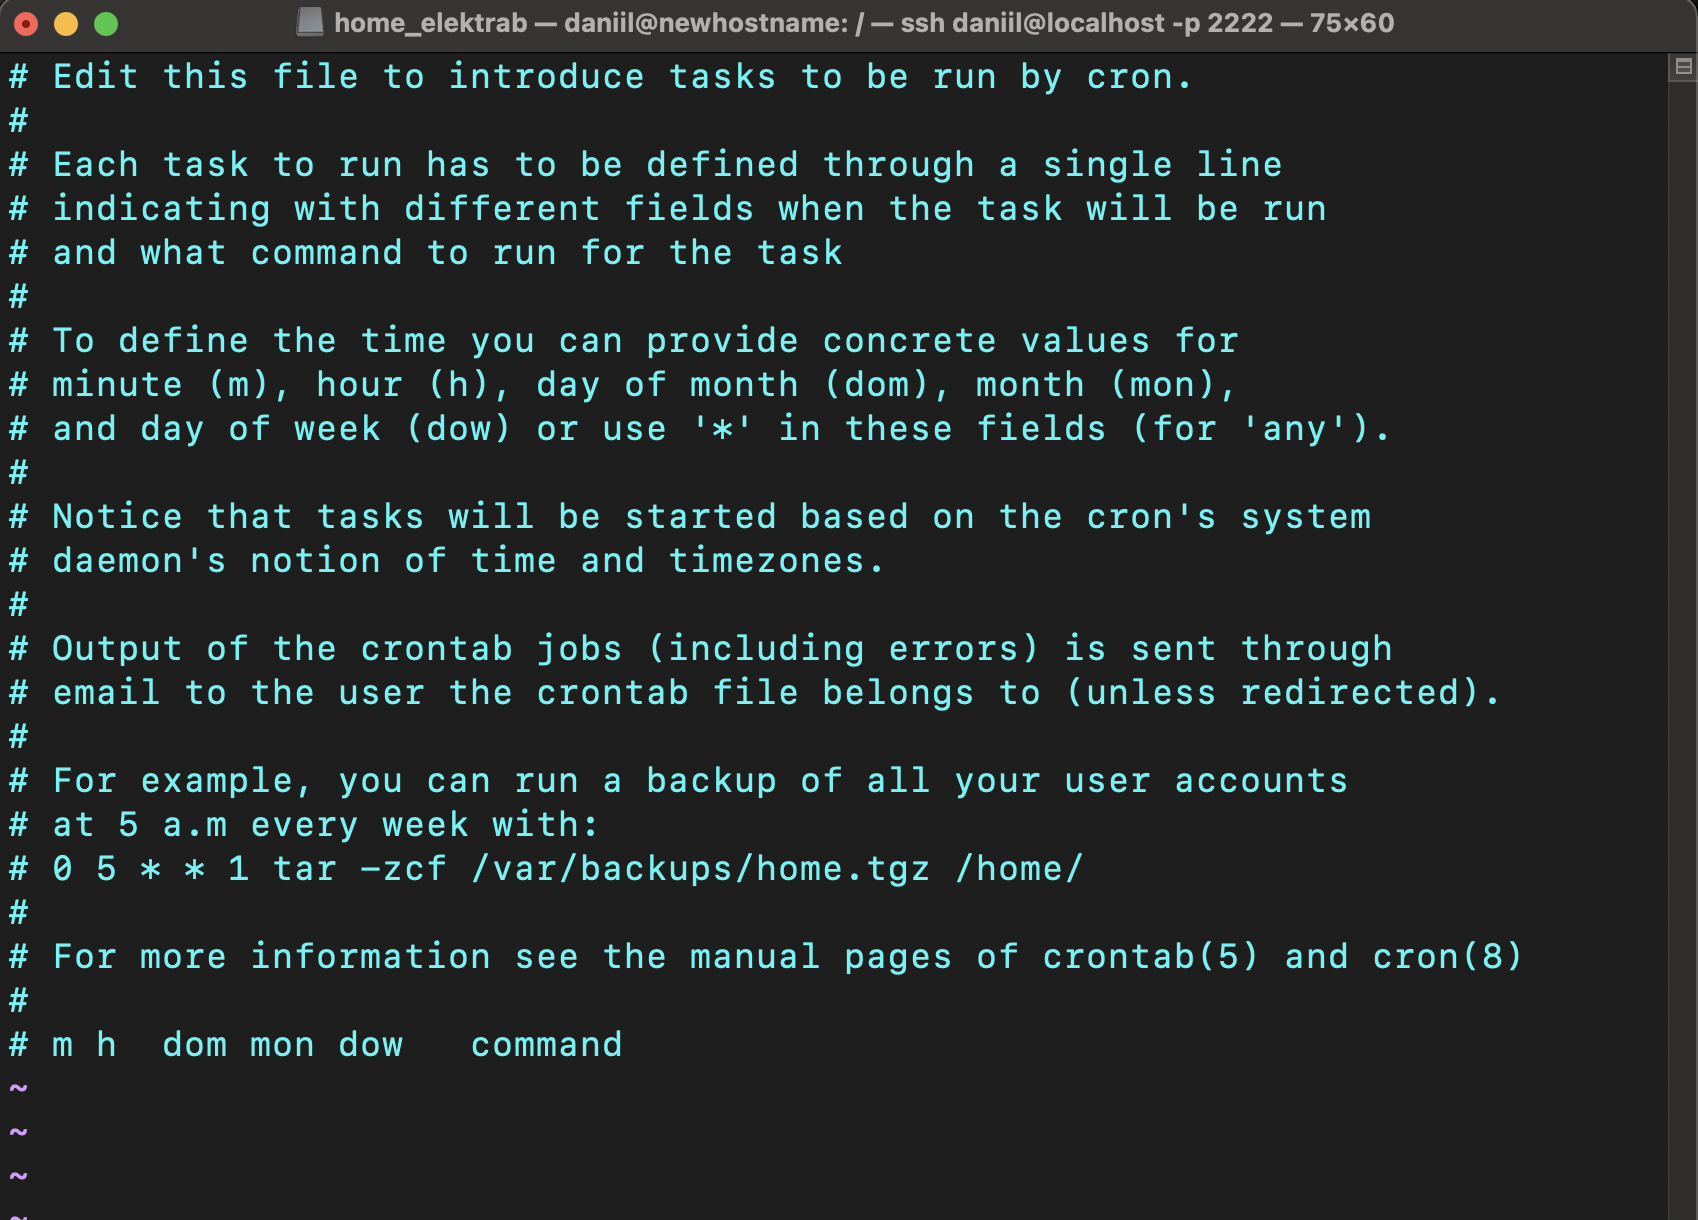 home_elektrab — daniil@newhostname: / — ssh daniil@localhost -p 2222 — 75×60
# Edit this file to introduce tasks to be run by cron.
#
# Each task to run has to be defined through a single line
# indicating with different fields when the task will be run
# and what command to run for the task
#
# To define the time you can provide concrete values for
# minute (m), hour (h), day of month (dom), month (mon),
# and day of week (dow) or use '*' in these fields (for 'any').
#
# Notice that tasks will be started based on the cron's system
# daemon's notion of time and timezones.
#
# Output of the crontab jobs (including errors) is sent through
# email to the user the crontab file belongs to (unless redirected).
#
# For example, you can run a backup of all your user accounts
# at 5 a.m every week with:
# 0 5 * * 1 tar -zcf /var/backups/home.tgz /home/
#
# For more information see the manual pages of crontab(5) and cron(8)
#
# m h  dom mon dow   command
~
~
~
~